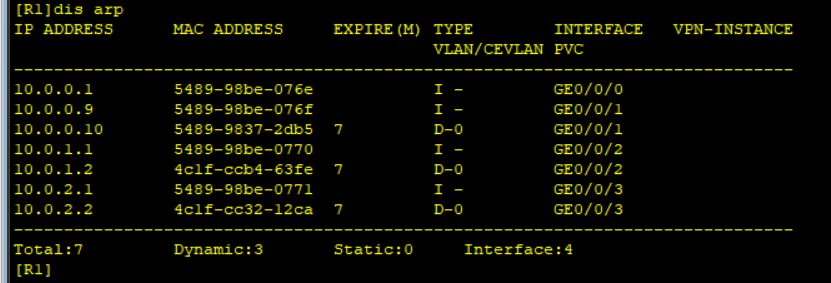 [R1]dis arp
IP ADDRESS      MAC ADDRESS     EXPIRE(M) TYPE        INTERFACE   VPN-INSTANCE
                                          VLAN/CEVLAN PVC
------------------------------------------------------------------------------
10.0.0.1        5489-98be-076e            I -         GE0/0/0
10.0.0.9        5489-98be-076f            I -         GE0/0/1
10.0.0.10       5489-9837-2db5  7         D-0         GE0/0/1
10.0.1.1        5489-98be-0770            I -         GE0/0/2
10.0.1.2        4c1f-ccb4-63fe  7         D-0         GE0/0/2
10.0.2.1        5489-98be-0771            I -         GE0/0/3
10.0.2.2        4c1f-cc32-12ca  7         D-0         GE0/0/3
------------------------------------------------------------------------------
Total:7         Dynamic:3       Static:0     Interface:4
[R1]